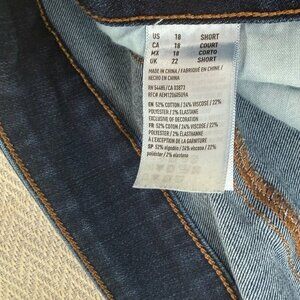 US 18 SHORT
CA 18 COURT
MX 18 CORTO
UK 22 SHORT
MADE IN CHINA / FABRIQUÉ EN CHINE /
HECHO EN CHINA
RN 54485/CA 03873
EN: 52% COTTON / 24% VISCOSE / 22%
POLYESTER / 2% ELASTANE
EXCLUSIVE OF DECORATION
FR: 52% COTON / 24% VISCOSE / 22%
POLYESTER / 2% ÉLASTHANNE
À L'EXCEPTION DE LA GARNITURE
SP: 52% algodón / 24% viscosa / 22%
poliéster / 2% elastano